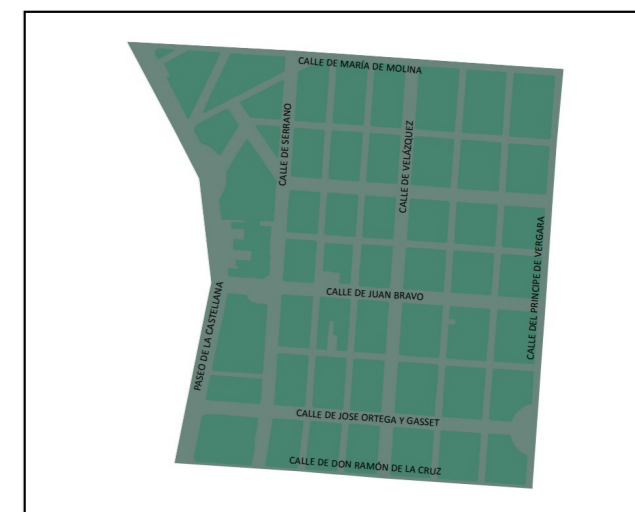 CALLE DE MARÍA DE MOLINA
CALLE DE SERRANO
CALLE DE VELÁZQUEZ
CALLE DEL PRINCIPE DE VERGARA
PASEO DE LA CASTELLANA
CALLE DE JUAN BRAVO
CALLE DE JOSE ORTEGA Y GASSET
CALLE DE DON RAMÓN DE LA CRUZ